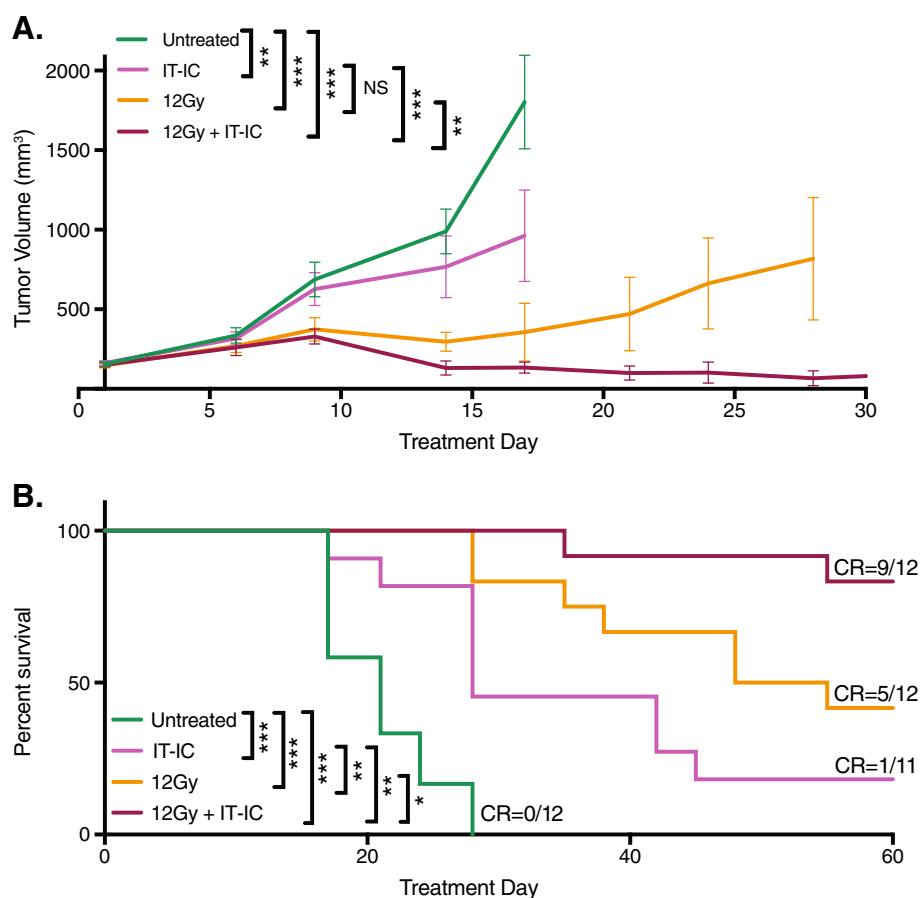 A.
Untreated
IT-IC
12Gy
12Gy + IT-IC
**
***
***
NS
***
**
Tumor Volume (mm³)
2000
1500
1000
500
0
5
10
15
20
25
30
Treatment Day
B.
Percent survival
100
50
0
CR=9/12
CR=5/12
CR=1/11
CR=0/12
Untreated
IT-IC
12Gy
12Gy + IT-IC
***
***
***
**
**
*
0
20
40
60
Treatment Day